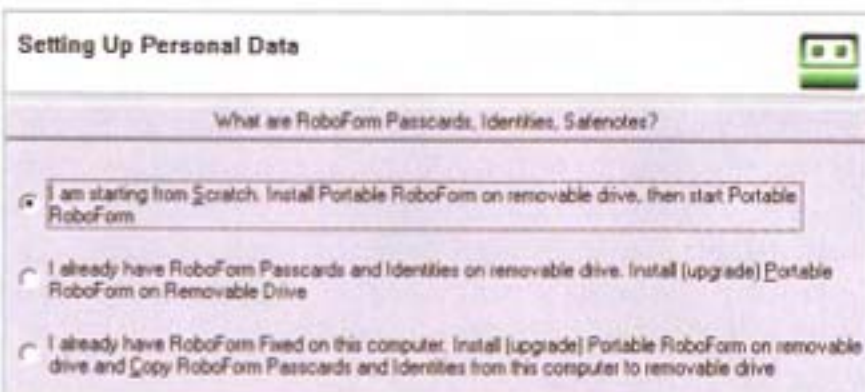 Setting Up Personal Data
What are RoboForm Passcards, Identities, Safenotes?
I am starting from Scratch. Install Portable RoboForm on removable drive, then start Portable
RoboForm
I already have RoboForm Passcards and Identities on removable drive. Install (upgrade) Portable
RoboForm on Removable Drive
I already have RoboForm Fixed on this computer. Install (upgrade) Portable RoboForm on removable
drive and Copy RoboForm Passcards and Identities from this computer to removable drive